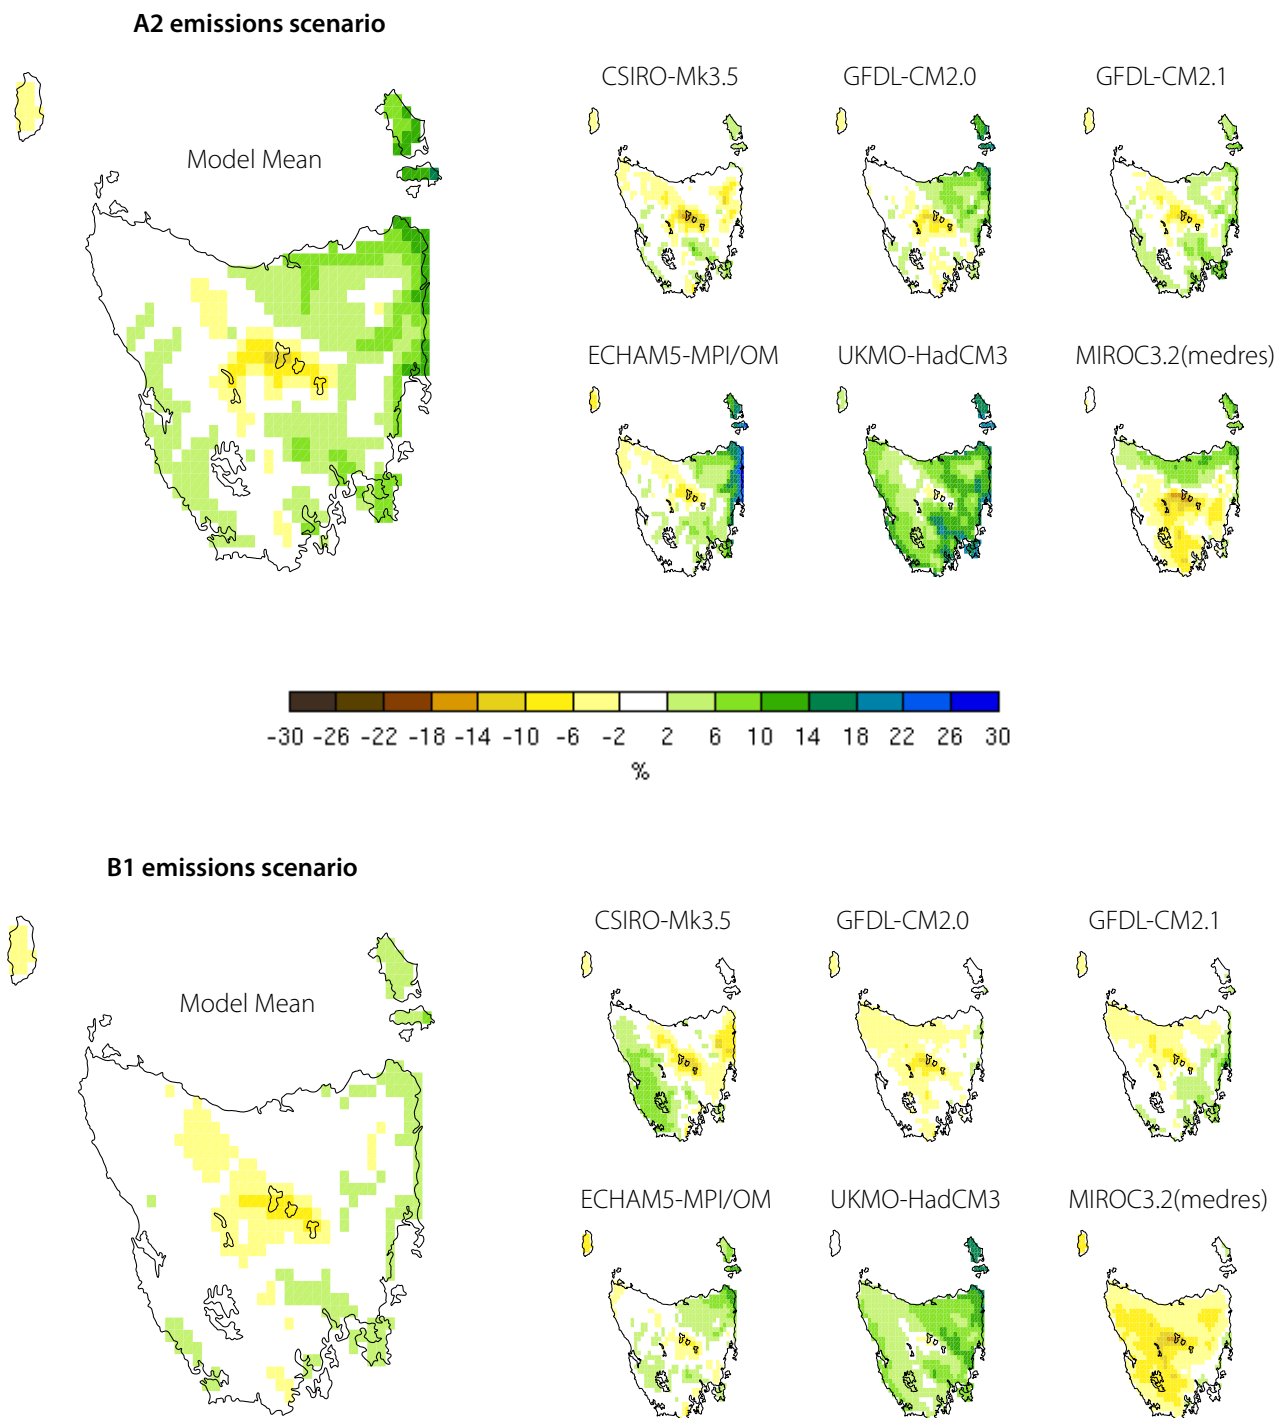 A2 emissions scenario
Model Mean
CSIRO-Mk3.5 GFDL-CM2.0 GFDL-CM2.1
ECHAM5-MPI/OM UKMO-HadCM3 MIROC3.2(medres)
-30 -26 -22 -18 -14 -10 -6 -2 2 6 10 14 18 22 26 30
%
B1 emissions scenario
Model Mean
CSIRO-Mk3.5 GFDL-CM2.0 GFDL-CM2.1
ECHAM5-MPI/OM UKMO-HadCM3 MIROC3.2(medres)